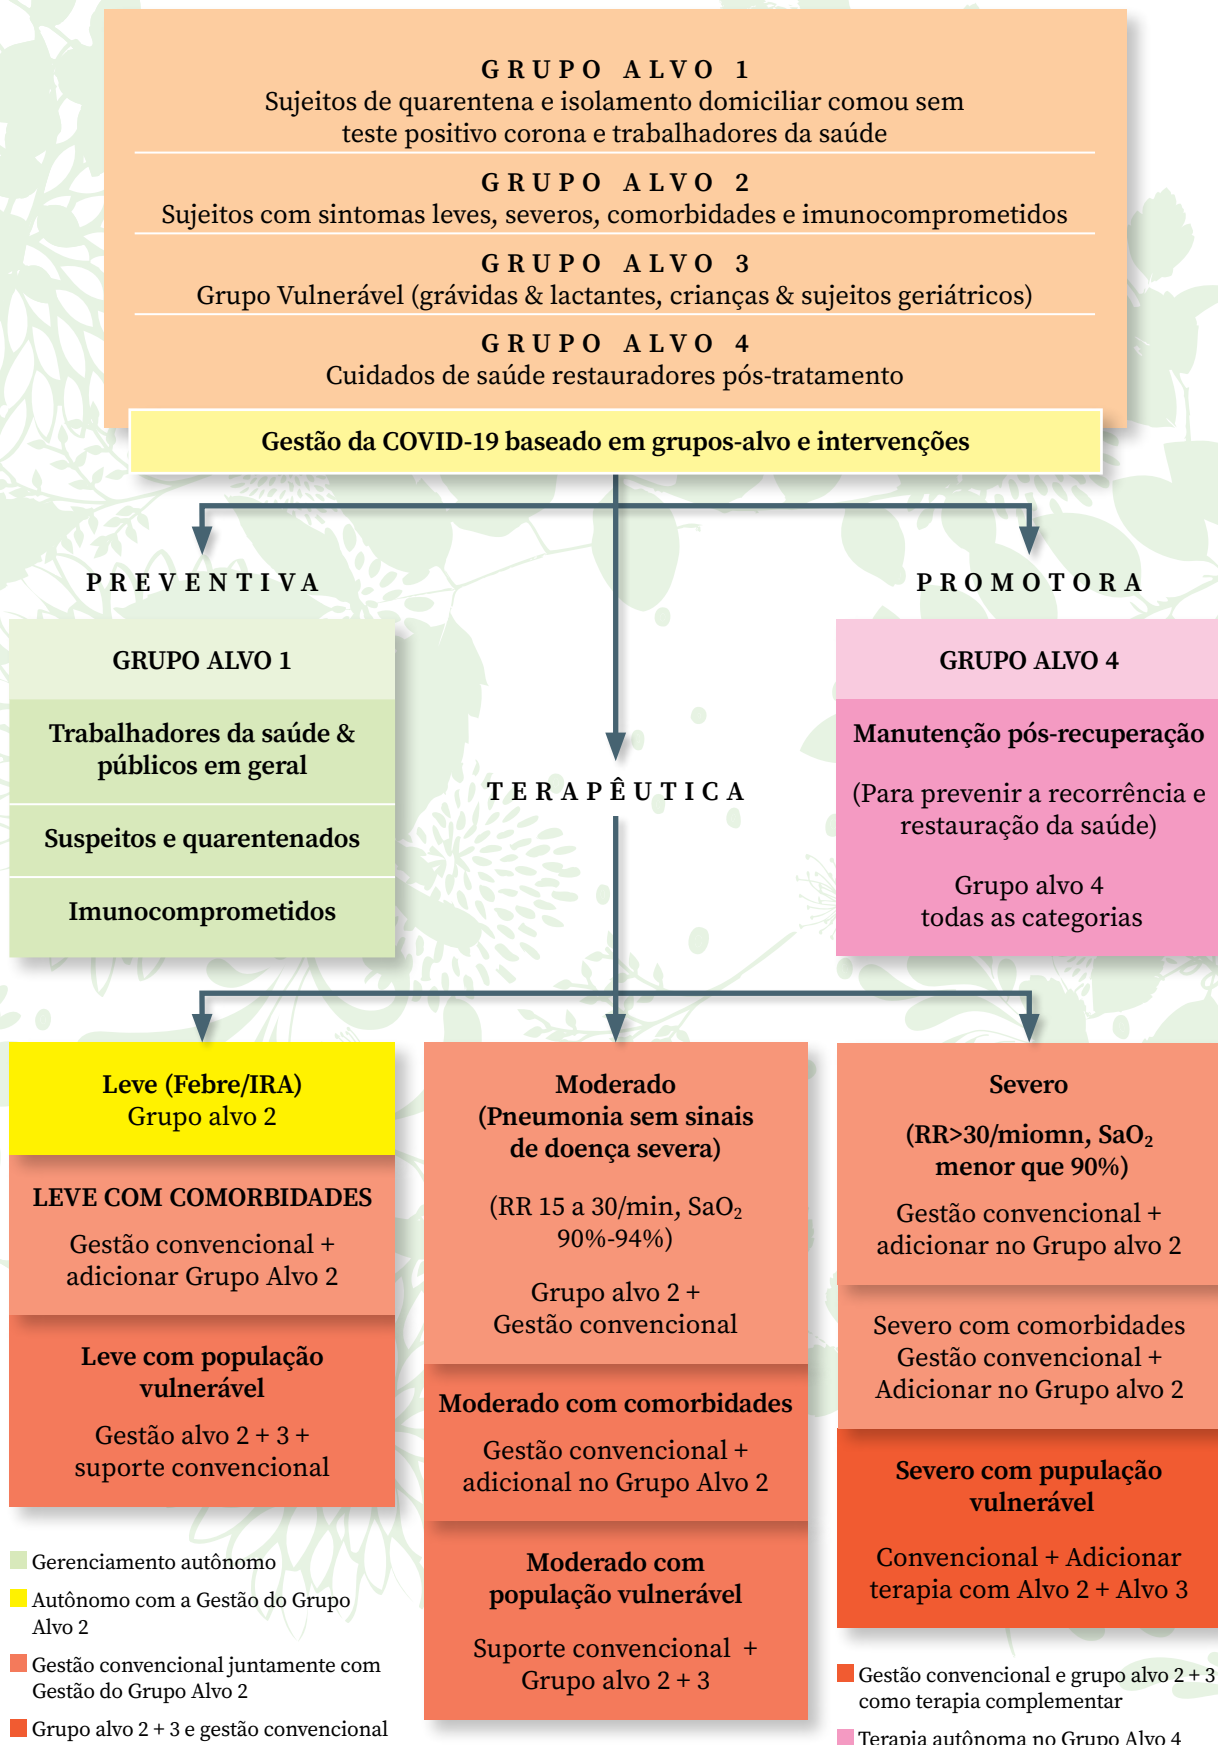 GRUPO ALVO 1
Sujeitos de quarentena e isolamento domiciliar comou sem
teste positivo corona e trabalhadores da saúde
GRUPO ALVO 2
Sujeitos com sintomas leves, severos, comorbidades e imunocomprometidos
GRUPO ALVO 3
Grupo Vulnerável (grávidas & lactantes, crianças & sujeitos geriátricos)
GRUPO ALVO 4
Cuidados de saúde restauradores pós-tratamento
Gestão da COVID-19 baseado em grupos-alvo e intervenções
PREVENTIVA
GRUPO ALVO 1
Trabalhadores da saúde &
públicos em geral
Suspeitos e quarentenados
Imunocomprometidos
TERAPÊUTICA
PROMOTORA
GRUPO ALVO 4
Manutenção pós-recuperação
(Para prevenir a recorrência e
restauração da saúde)
Grupo alvo 4
todas as categorias
Leve (Febre/IRA)
Grupo alvo 2
LEVE COM COMORBIDADES
Gestão convencional +
adicionar Grupo Alvo 2
Leve com população
vulnerável
Gestão alvo 2 + 3 +
suporte convencional
Moderado
(Pneumonia sem sinais
de doença severa)
(RR 15 a 30/min, SaO₂
90%-94%)
Grupo alvo 2 +
Gestão convencional
Moderado com comorbidades
Gestão convencional +
adicional no Grupo Alvo 2
Moderado com
população vulnerável
Suporte convencional +
Grupo alvo 2 + 3
Severo
(RR>30/miomn, SaO₂
menor que 90%)
Gestão convencional +
adicionar no Grupo alvo 2
Severo com comorbidades
Gestão convencional +
Adicionar no Grupo alvo 2
Severo com pupulação
vulnerável
Convencional + Adicionar
terapia com Alvo 2 + Alvo 3
Gerenciamento autônomo
Autônomo com a Gestão do Grupo
Alvo 2
Gestão convencional juntamente com
Gestão do Grupo Alvo 2
Grupo alvo 2 + 3 e gestão convencional
Gestão convencional e grupo alvo 2 + 3
como terapia complementar
Terapia autônoma no Grupo Alvo 4